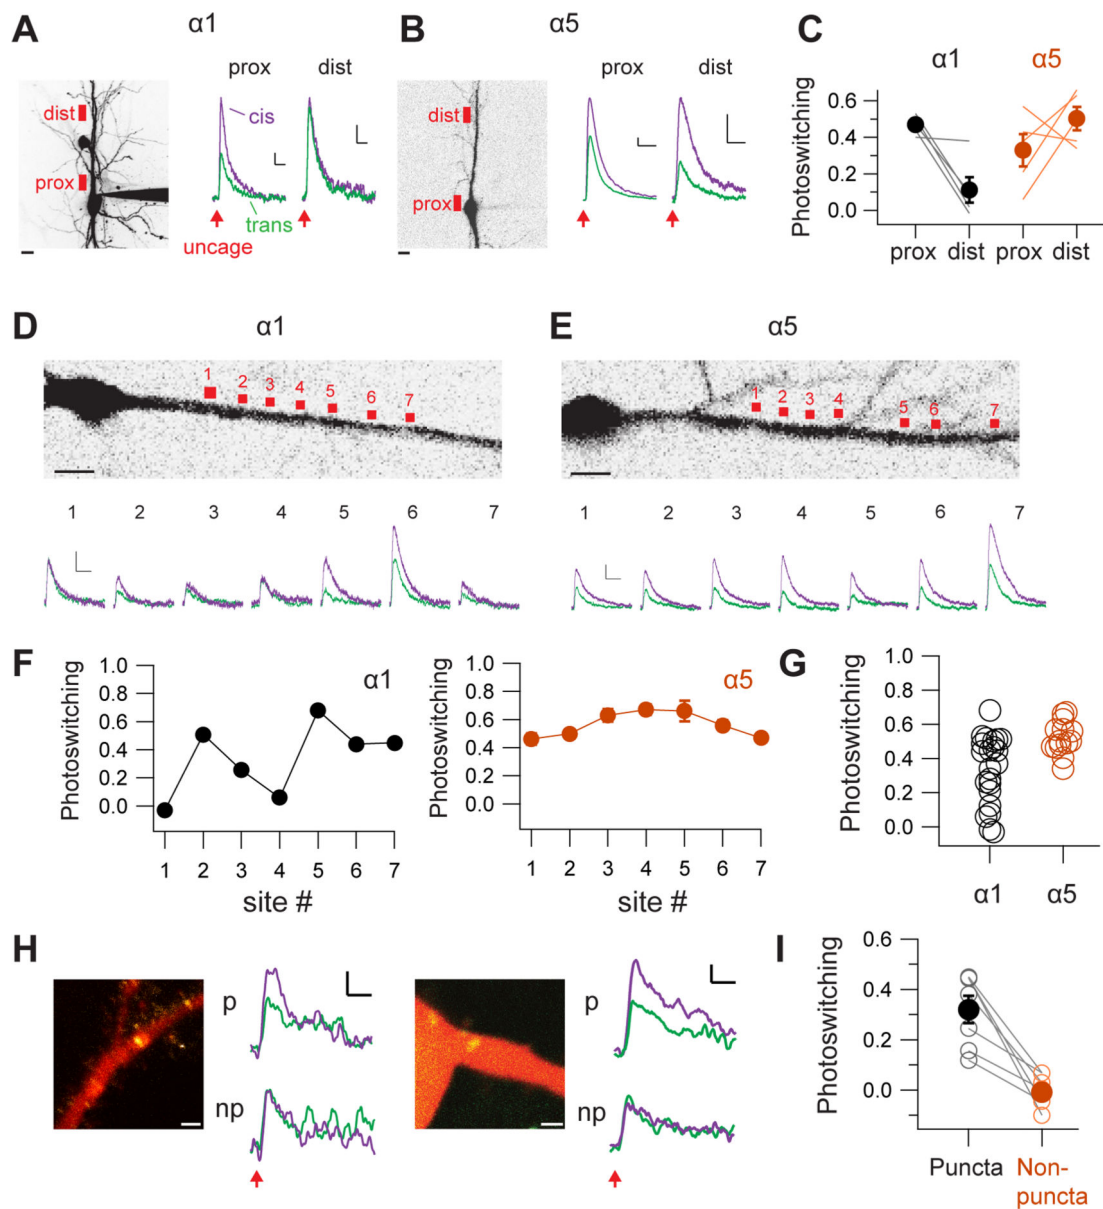 A
α1
prox
dist
dist
cis
prox
trans
uncage
B
α5
prox
dist
dist
prox
C
α1
α5
Photoswitching
0.6
0.4
0.2
0.0
prox
dist
prox
dist
D
α1
1
2
3
4
5
6
7
1
2
3
4
5
6
7
E
α5
1
2
3
4
5
6
7
1
2
3
4
5
6
7
F
Photoswitching
1.0
0.8
0.6
0.4
0.2
0.0
α1
1
2
3
4
5
6
7
site #
Photoswitching
1.0
0.8
0.6
0.4
0.2
0.0
α5
1
2
3
4
5
6
7
site #
G
Photoswitching
1.0
0.8
0.6
0.4
0.2
0.0
α1
α5
H
p
np
p
np
I
Photoswitching
0.6
0.4
0.2
0.0
Puncta
Non-
puncta